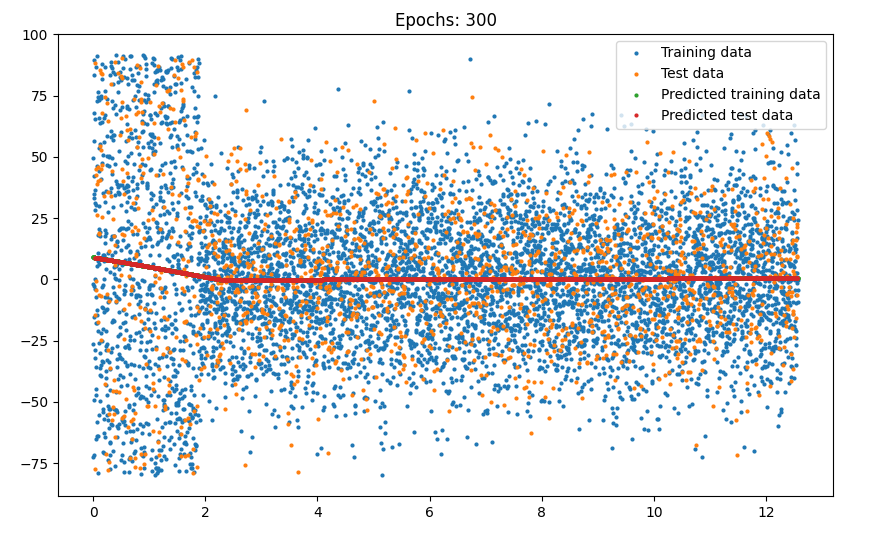 Epochs: 300
Training data
Test data
Predicted training data
Predicted test data
100
75
50
25
0
−25
−50
−75
0 2 4 6 8 10 12